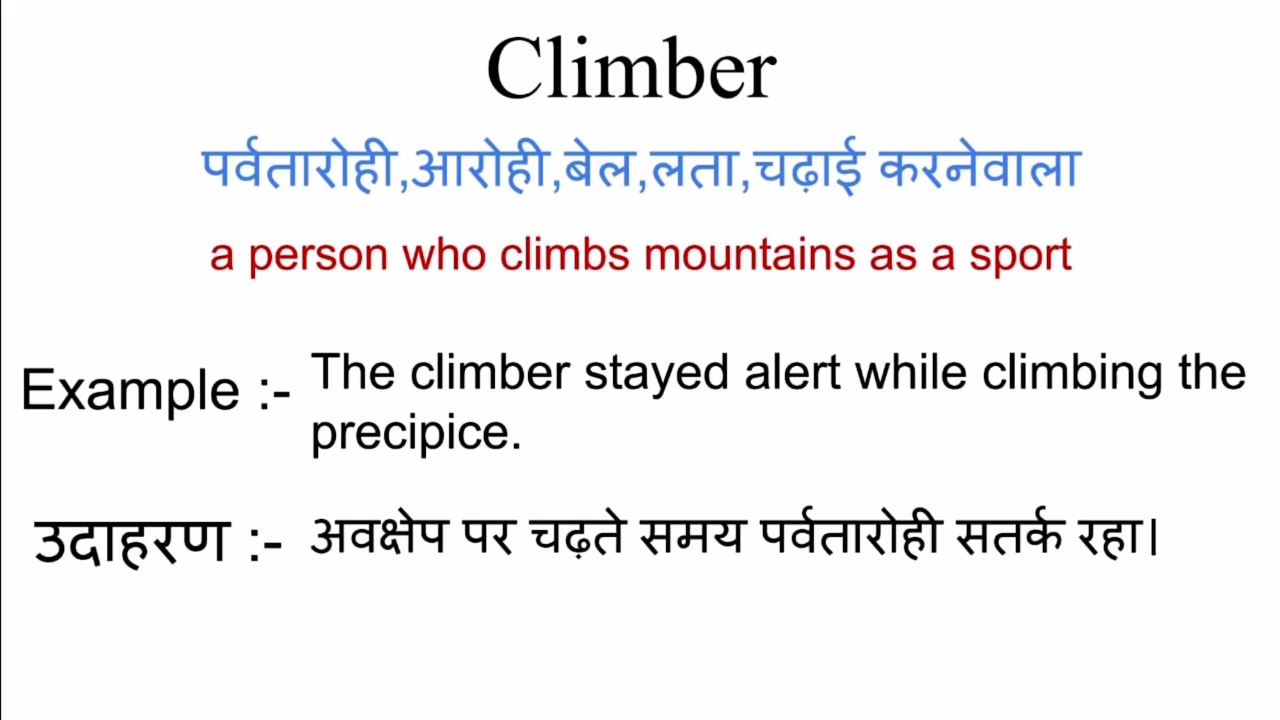 Climber
पर्वतारोही,आरोही,बेल,लता,चढ़ाई करनेवाला
a person who climbs mountains as a sport
Example :- The climber stayed alert while climbing the
precipice.
उदाहरण :- अवक्षेप पर चढ़ते समय पर्वतारोही सतर्क रहा।